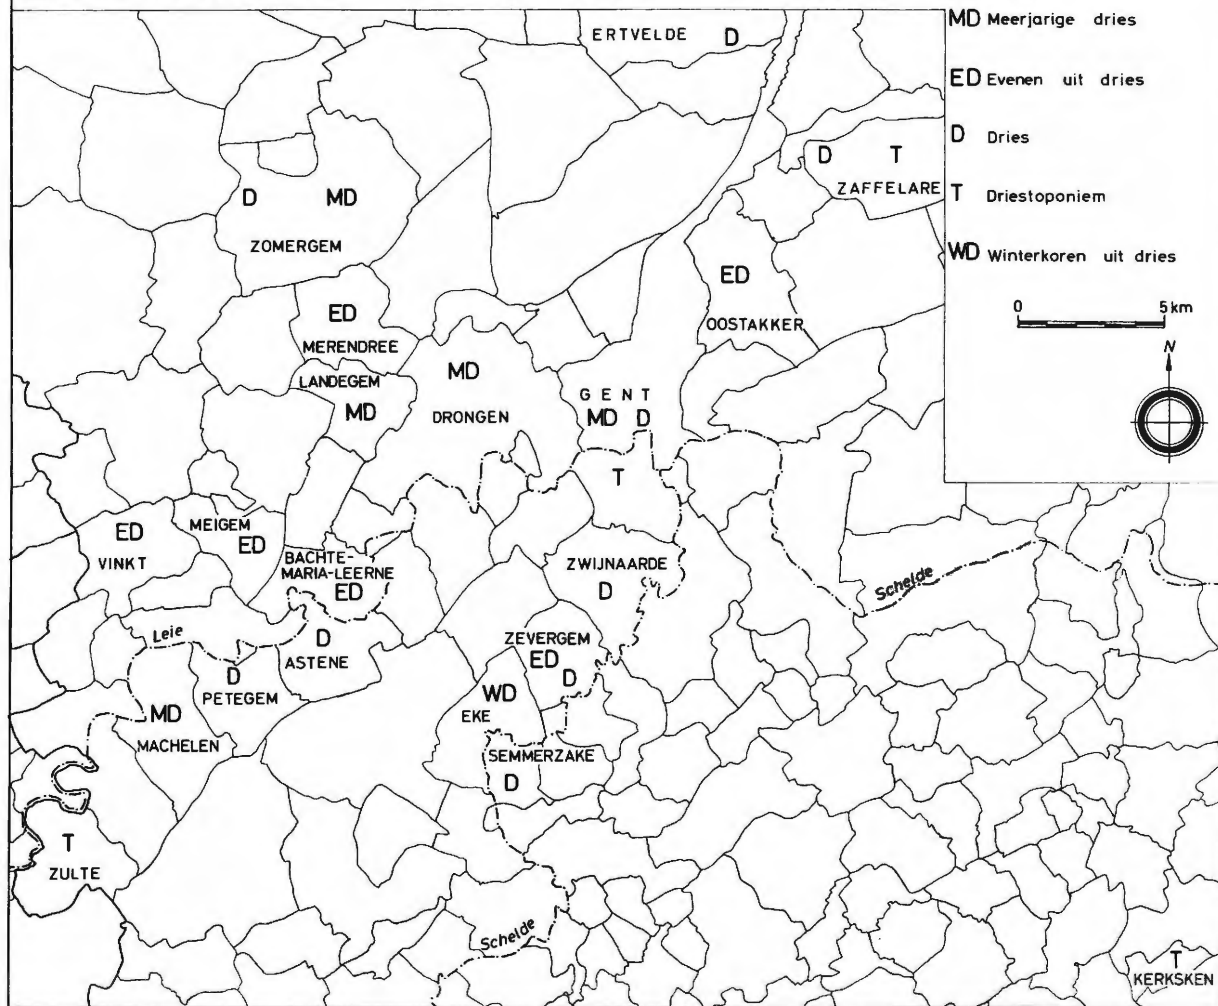 MD Meerjarige dries
ED Evenen uit dries
D Dries
T Driestoponiem
WD Winterkoren uit dries
0 5 km
N
ERTVELDE D
D T
ZAFFELARE
D MD
ZOMERGEM
ED
OOSTAKKER
ED
MERENDREE
LANDEGEM
MD
MD
DRONGEN
GENT
MD D
T
ED
VINKT
MEIGEM
ED
BACHTE-
MARIA-LEERNE
ED
ZWIJNAARDE
D
Schelde
Leie
D
ASTENE
D
PETEGEM
ZEVERGEM
ED D
WD
EKE
MD
MACHELEN
SEMMERZAKE
D
T
ZULTE
Schelde
T
KERKSKEN